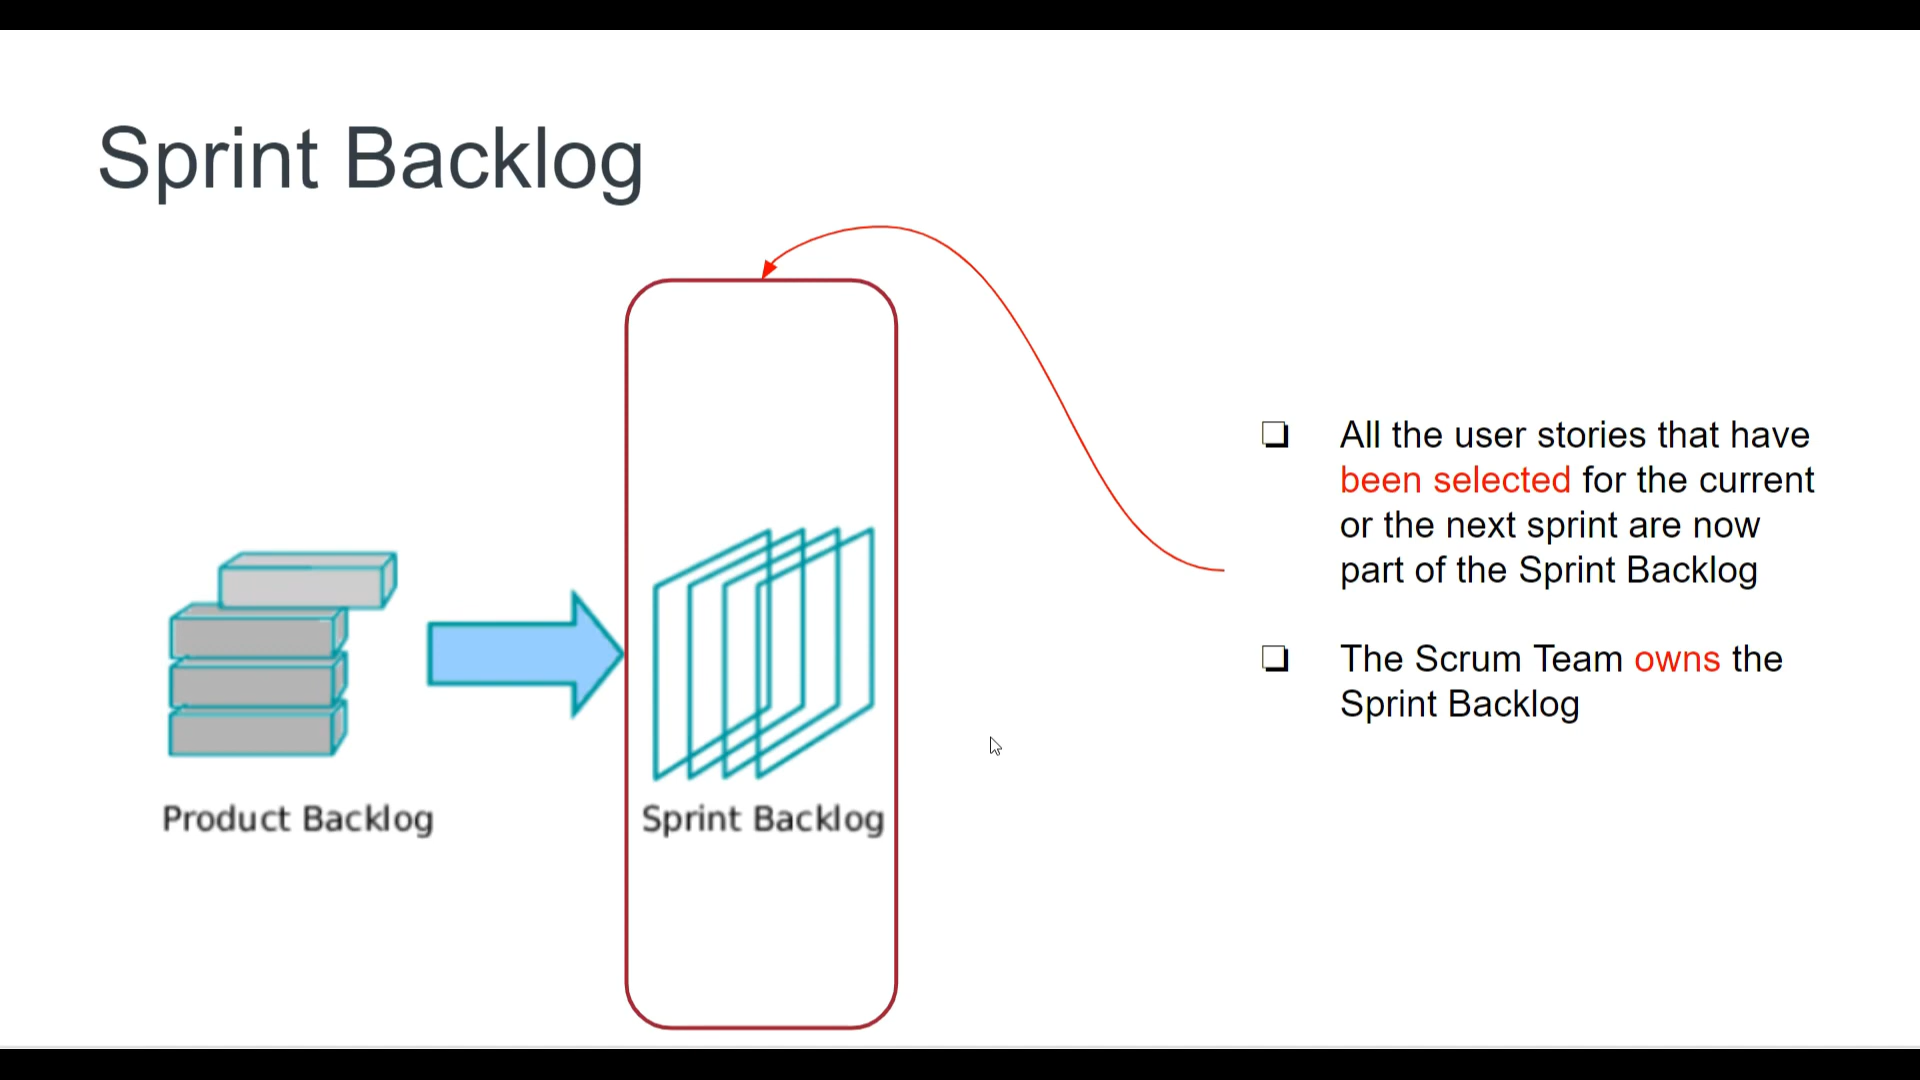 Sprint Backlog
All the user stories that have
been selected for the current
or the next sprint are now
part of the Sprint Backlog
The Scrum Team owns the
Sprint Backlog
Product Backlog
Sprint Backlog